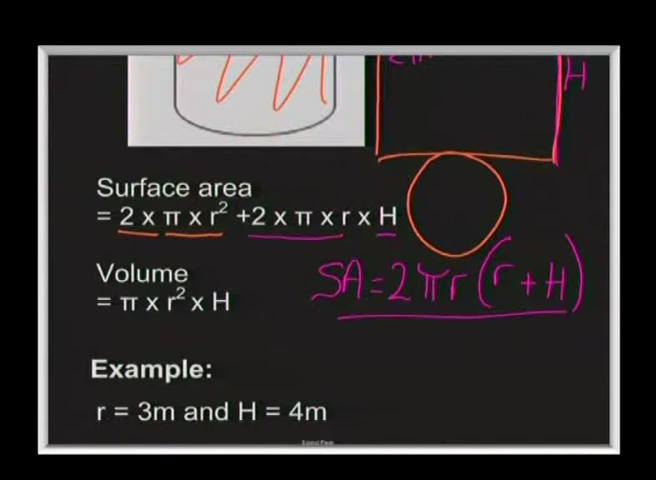 H
Surface area
= 2 x π x r² +2 x π x r x H
SA=2πr(r+H)
Volume
= π x r² x H
Example:
r = 3m and H = 4m